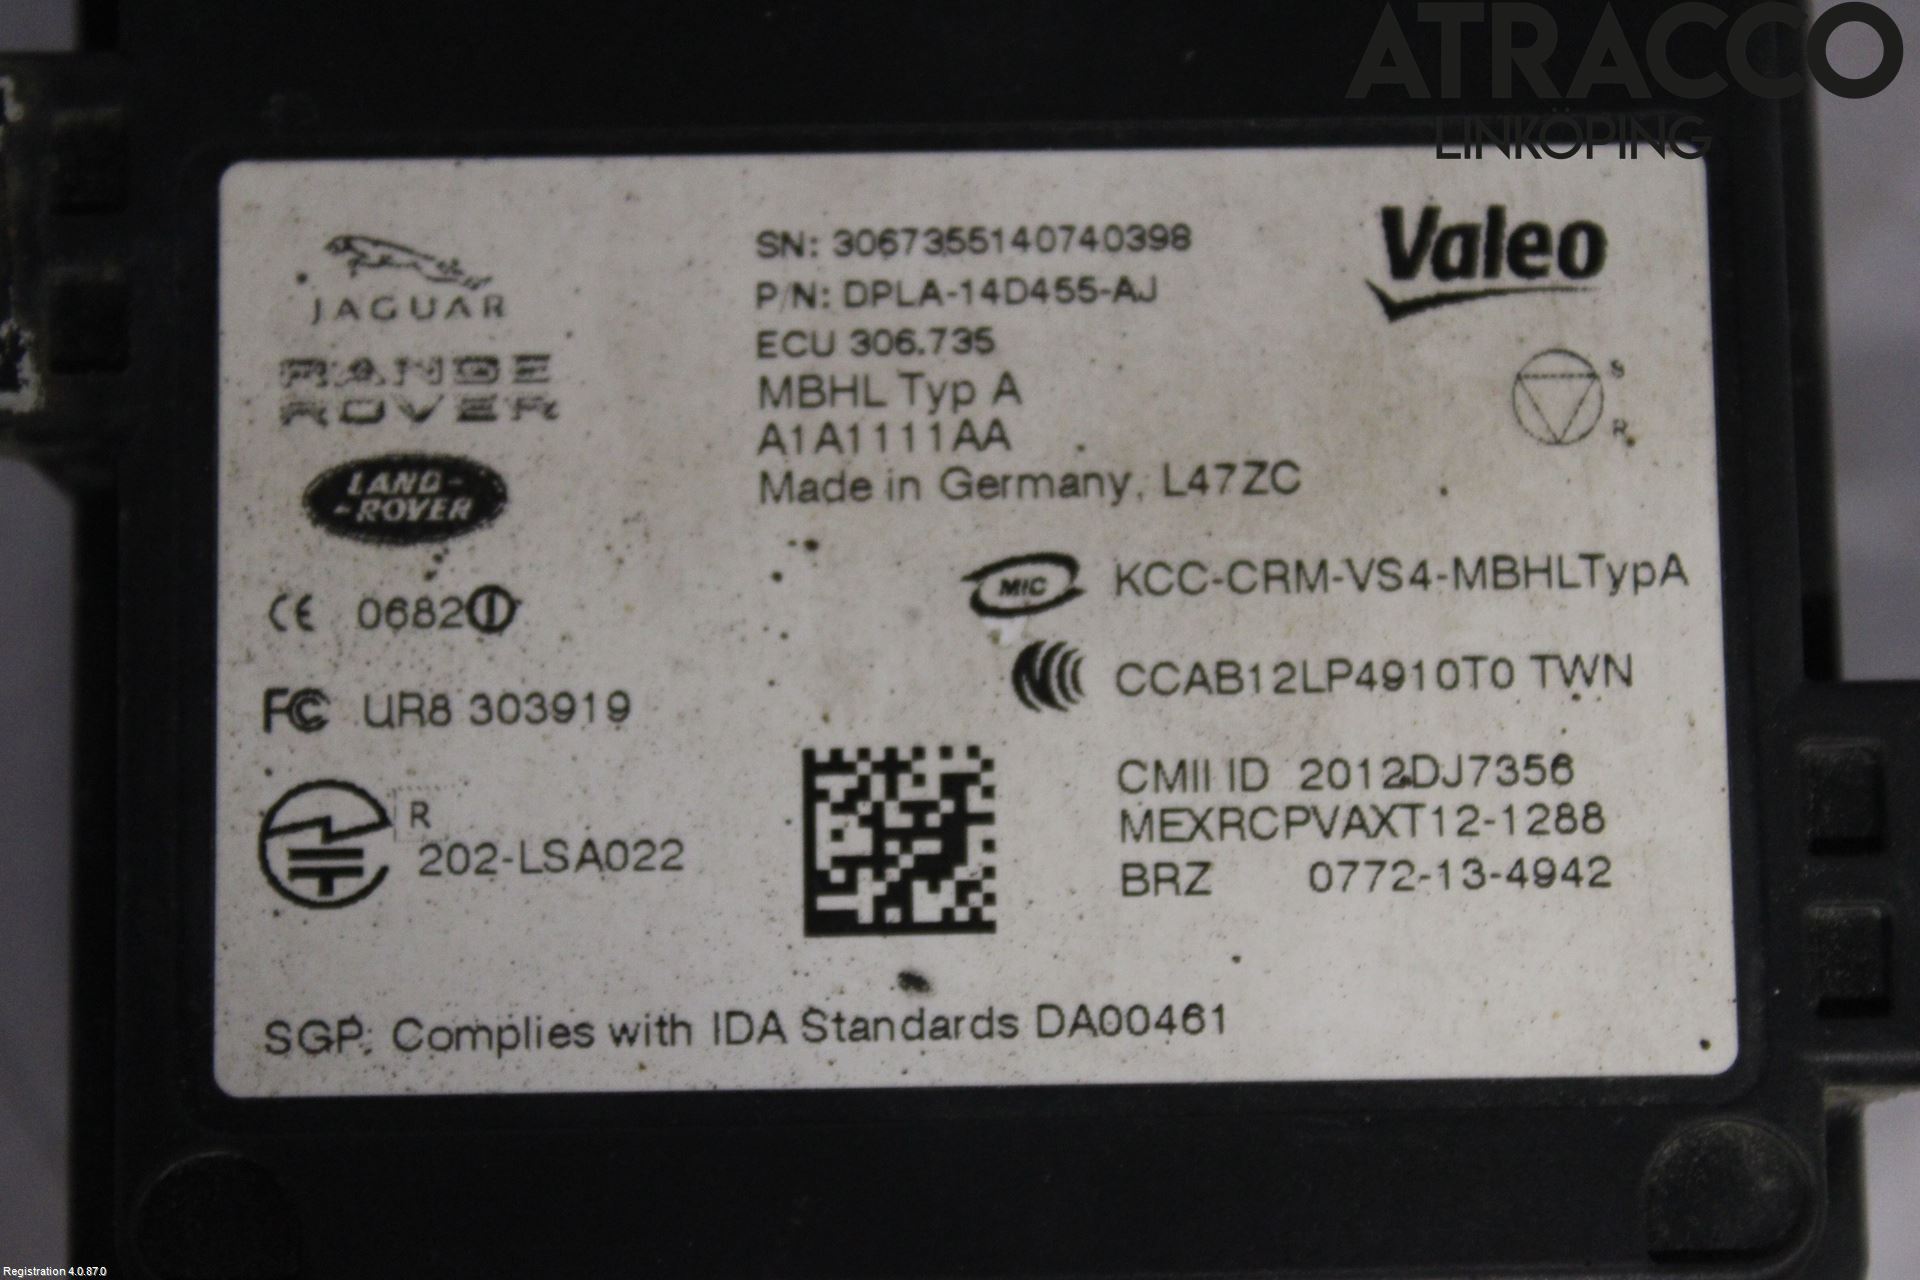 ATRACCO
LINKÖPING
JAGUAR
RANGE
ROVER
LAND-
-ROVER
SN: 3067355140740398
P/N: DPLA-14D455-AJ
ECU 306.735
MBHL Typ A
A1A1111AA
Made in Germany, L47ZC
Valeo
S
R
CE 0682
FC UR8 303919
R
202-LSA022
MIC KCC-CRM-VS4-MBHLTypA
CCAB12LP4910T0 TWN
CMII ID 2012DJ7356
MEXRCPVAXT12-1288
BRZ 0772-13-4942
SGP: Complies with IDA Standards DA00461
Registration 4.0.87.0